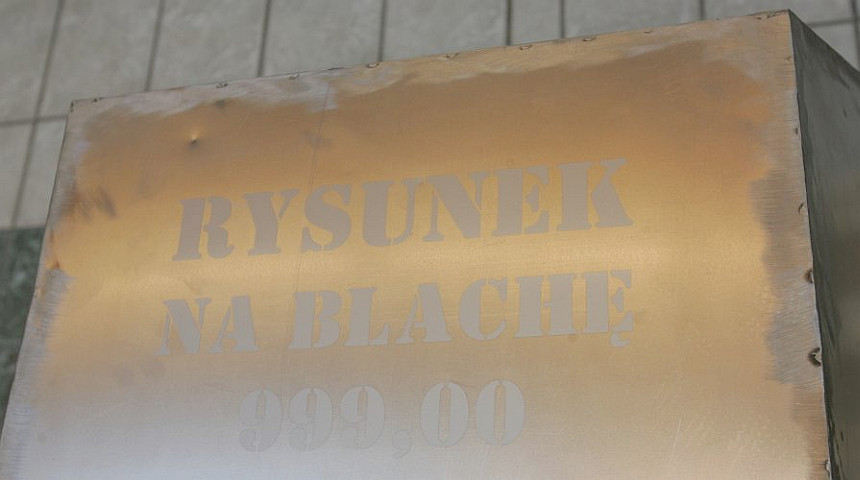 RYSUNEK
NA BLACHĘ
999,00